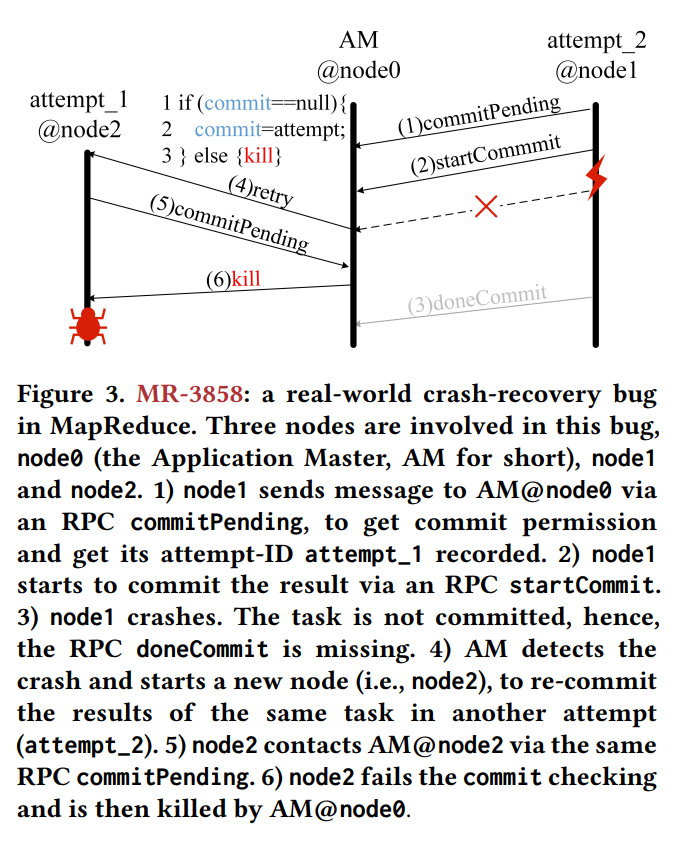 AM
@node0
attempt_2
@node1
attempt_1
@node2
1 if (commit==null){
2 commit=attempt;
3 } else {kill}
(1)commitPending
(2)startCommmit
(4)retry
(5)commitPending
(6)kill
(3)doneCommit
Figure 3. MR-3858: a real-world crash-recovery bug
in MapReduce. Three nodes are involved in this bug,
node0 (the Application Master, AM for short), node1
and node2. 1) node1 sends message to AM@node0 via
an RPC commitPending, to get commit permission
and get its attempt-ID attempt_1 recorded. 2) node1
starts to commit the result via an RPC startCommit.
3) node1 crashes. The task is not committed, hence,
the RPC doneCommit is missing. 4) AM detects the
crash and starts a new node (i.e., node2), to re-commit
the results of the same task in another attempt
(attempt_2). 5) node2 contacts AM@node2 via the same
RPC commitPending. 6) node2 fails the commit checking
and is then killed by AM@node0.